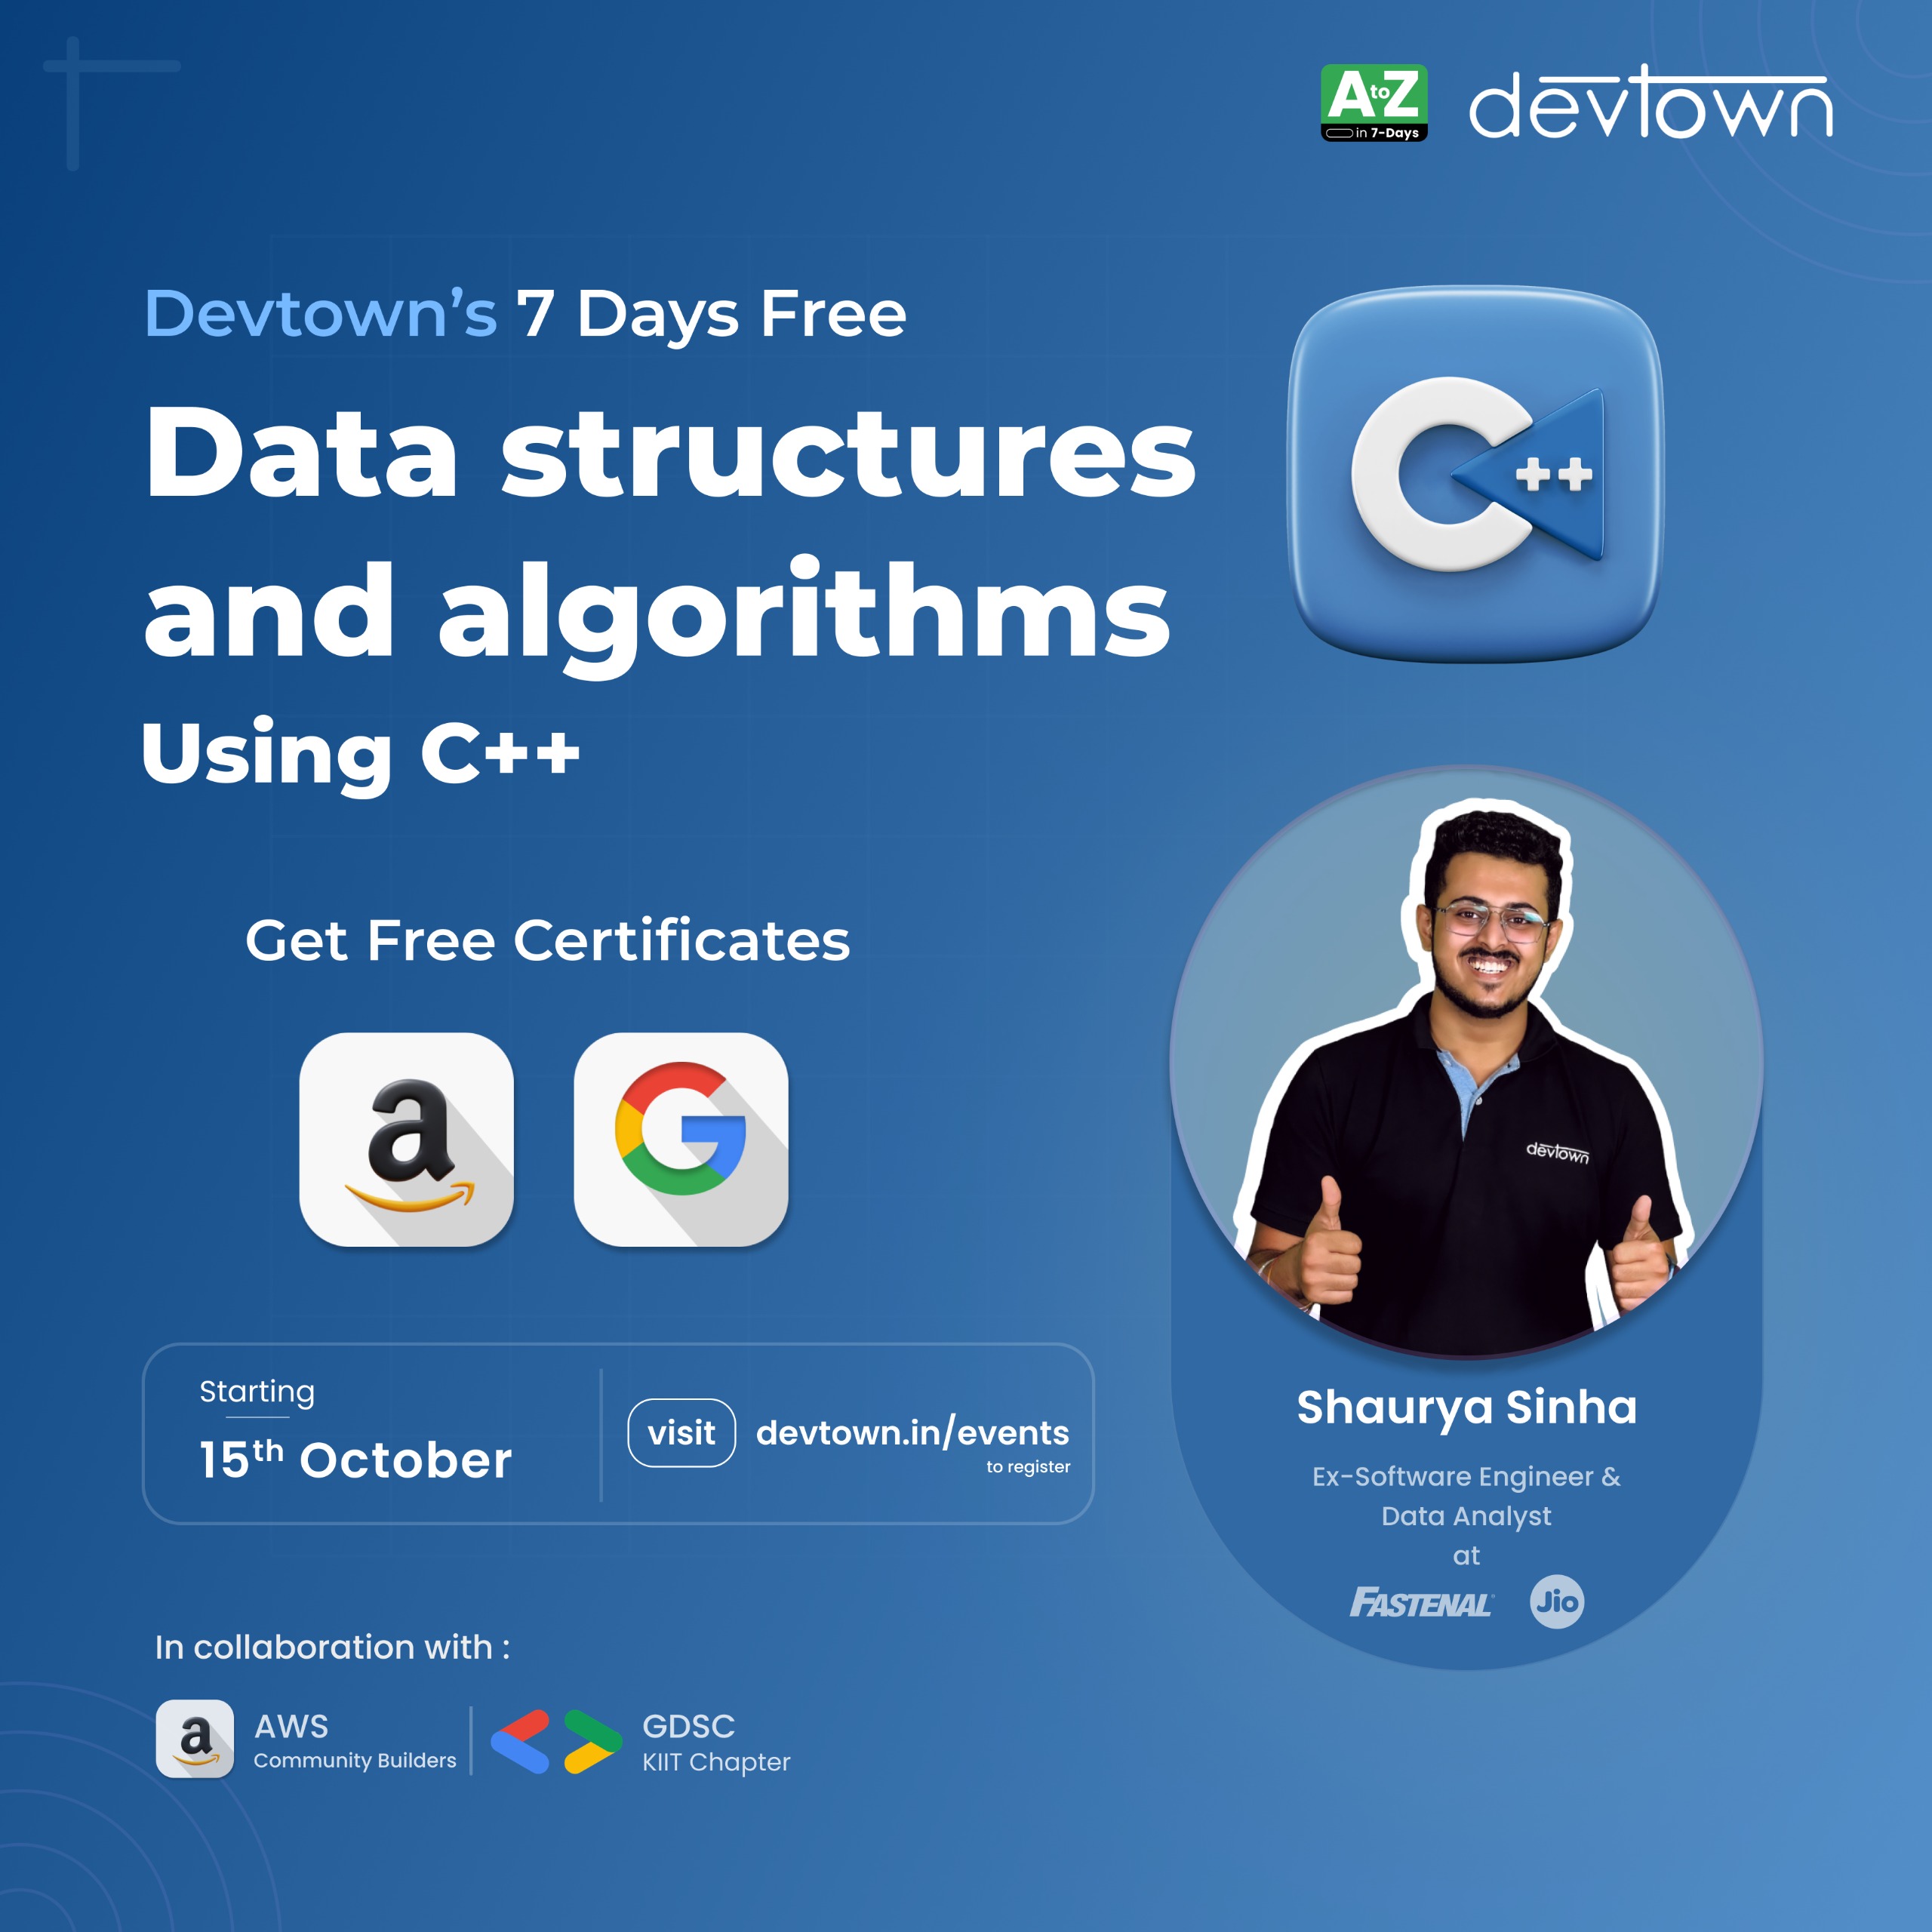 AtoZ
in 7-Days
devtown
Devtown's 7 Days Free
Data structures
and algorithms
Using C++
C++
Get Free Certificates
a
G
devtown
Starting
15th October
visit devtown.in/events
to register
Shaurya Sinha
Ex-Software Engineer &
Data Analyst
at
FASTENAL Jio
In collaboration with :
a
AWS
Community Builders
GDSC
KIIT Chapter